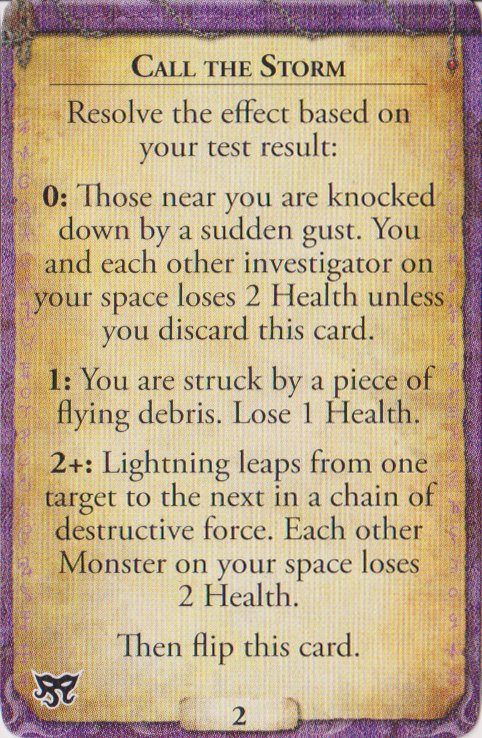 CALL THE STORM
Resolve the effect based on
your test result:
0: Those near you are knocked
down by a sudden gust. You
and each other investigator on
your space loses 2 Health unless
you discard this card.
1: You are struck by a piece of
flying debris. Lose 1 Health.
2+: Lightning leaps from one
target to the next in a chain of
destructive force. Each other
Monster on your space loses
2 Health.
Then flip this card.
2